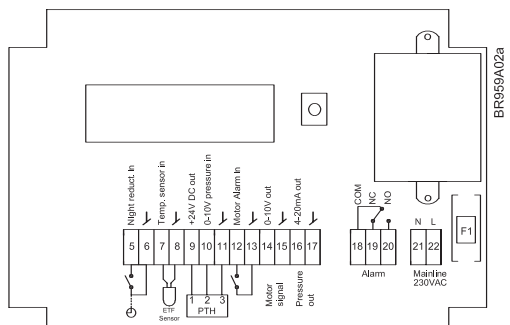 BR959A02a
Night reduct. In
Temp. sensor in
+24V DC out
0-10V pressure in
Motor Alarm In
0-10V out
4-20mA out
COM
NC
NO
N L
F1
5 6 7 8 9 10 11 12 13 14 15 16 17
18 19 20
21 22
Alarm
Mainline
230VAC
ETF
Sensor
1 2 3
PTH
Motor
signal
Pressure
out